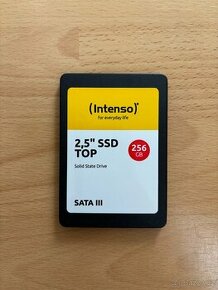 (intenso)
for everyday life
2,5" SSD
TOP
256
GB
Solid State Drive
SATA III